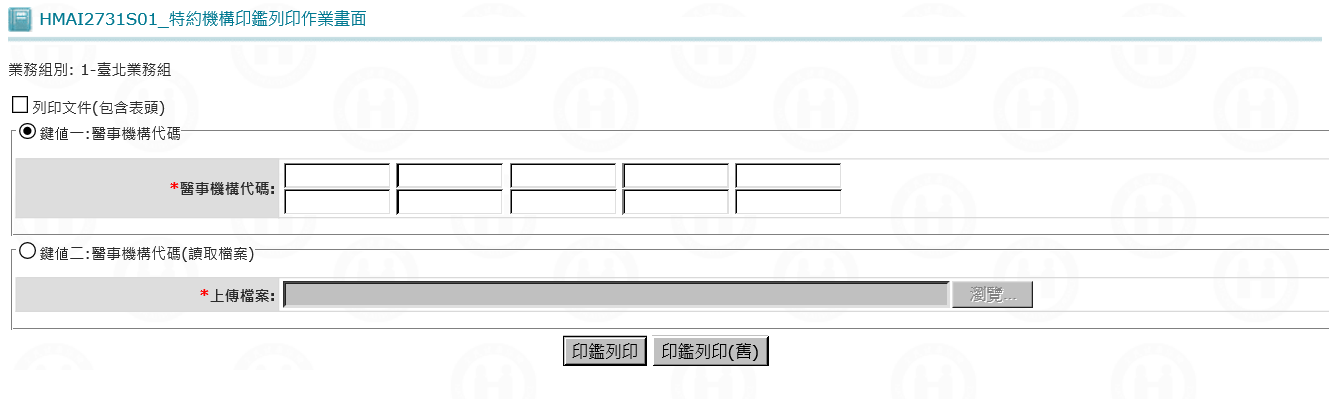 HMAI2731S01_特約機構印鑑列印作業畫面
業務組別: 1-臺北業務組
列印文件(包含表頭)
鍵值一:醫事機構代碼
*醫事機構代碼:
鍵值二:醫事機構代碼(讀取檔案)
*上傳檔案: 瀏覽...
印鑑列印 印鑑列印(舊)